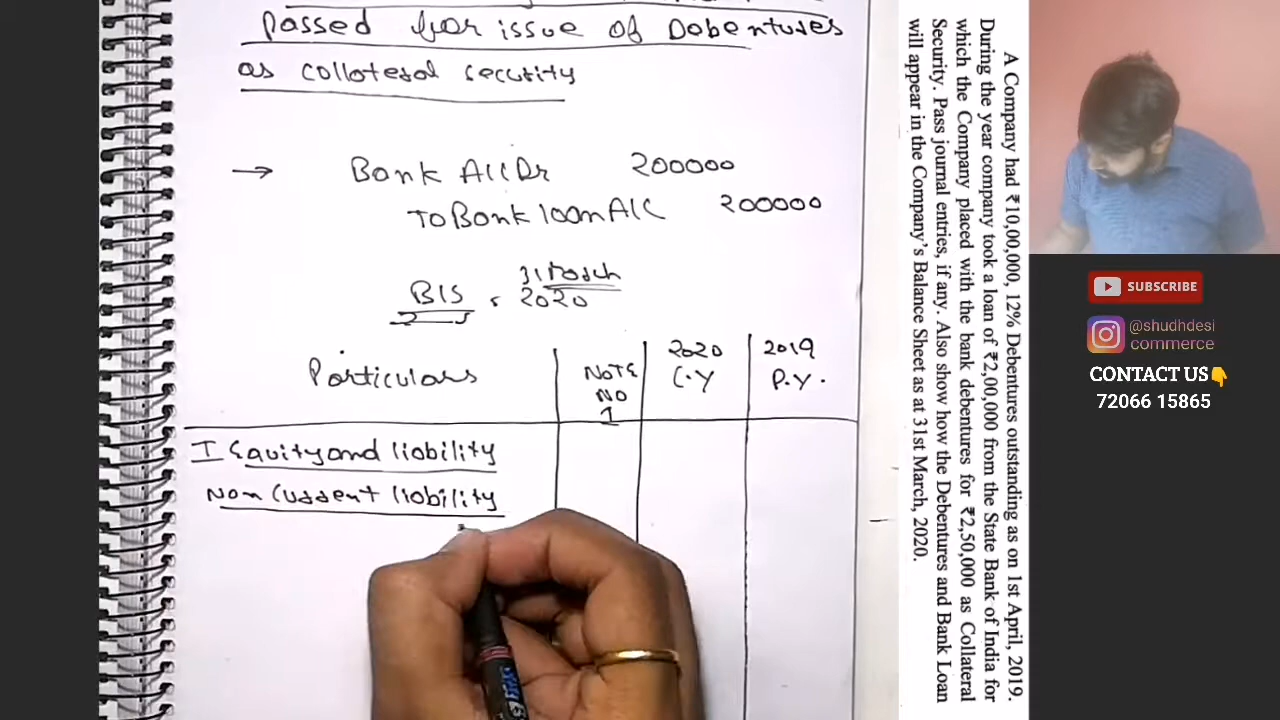 passed for issue of Debentures
as collateral security
→ Bank A/c Dr 200000
To Bank loan A/c 200000
B/S, 31 March
2020
Particulars
NOTE
NO
1
2020
C.Y
2019
P.Y.
I Equity and liability
Non Current liability
A Company had ₹10,00,000, 12% Debentures outstanding as on 1st April, 2019.
During the year company took a loan of ₹2,00,000 from the State Bank of India for
which the Company placed with the bank debentures for ₹2,50,000 as Collateral
Security. Pass journal entries, if any. Also show how the Debentures and Bank Loan
will appear in the Company's Balance Sheet as at 31st March, 2020.
SUBSCRIBE
@shudhdesi
commerce
CONTACT US👇
72066 15865